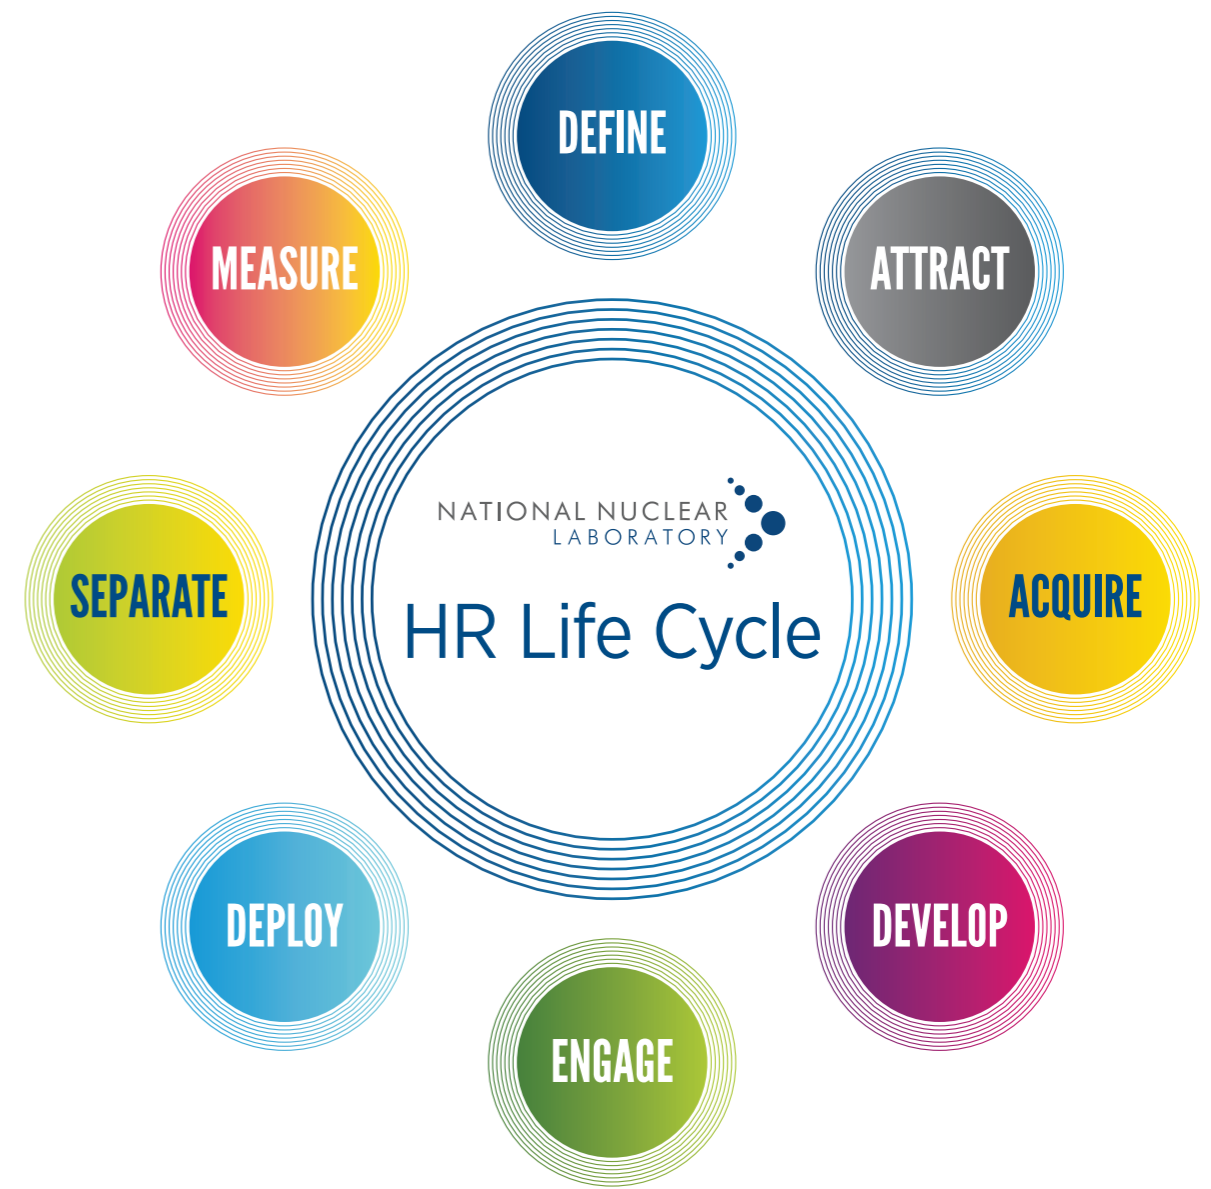 DEFINE
ATTRACT
ACQUIRE
DEVELOP
ENGAGE
DEPLOY
SEPARATE
MEASURE
NATIONAL NUCLEAR
LABORATORY
HR Life Cycle